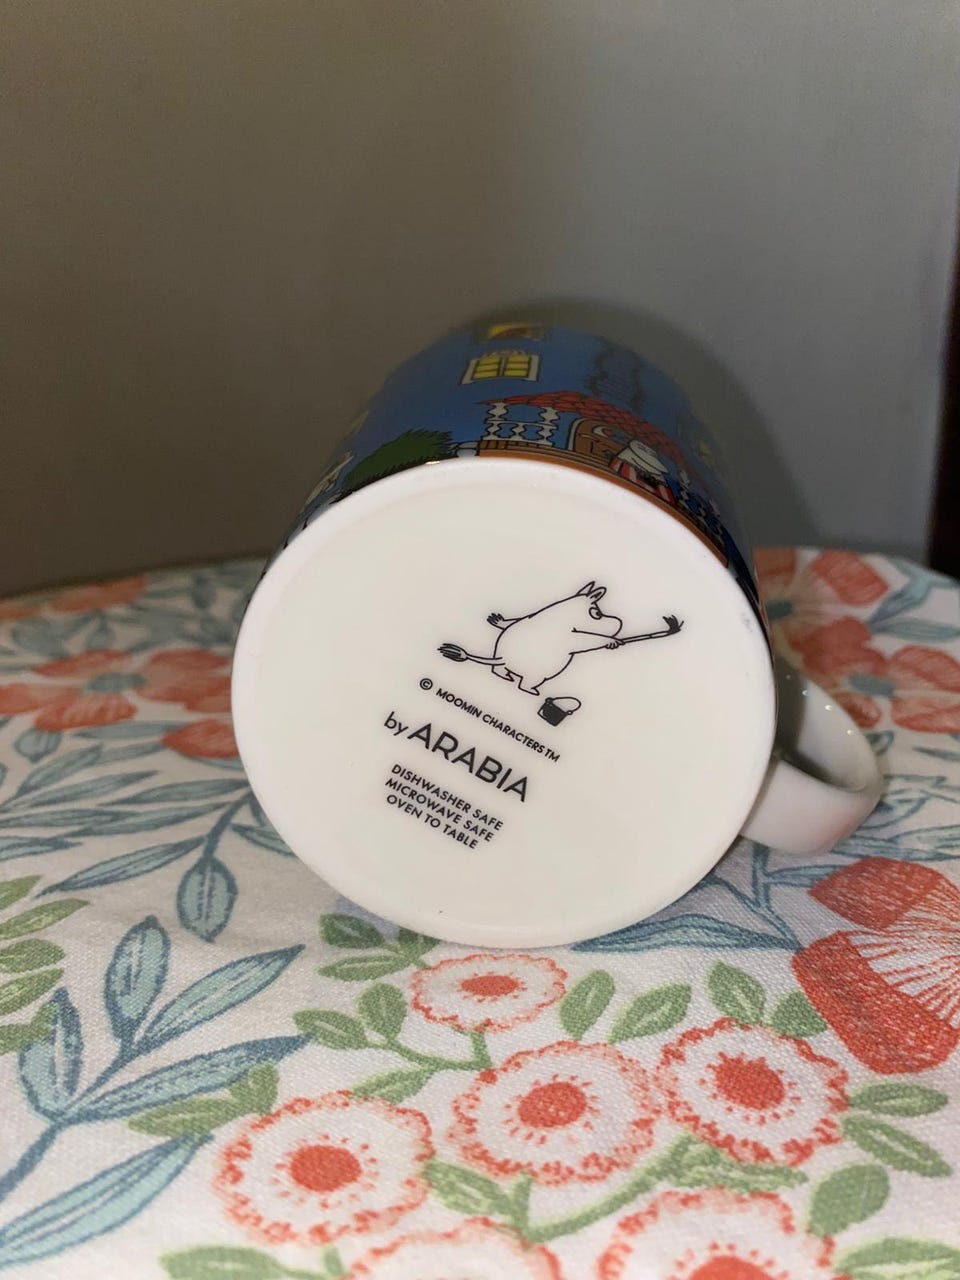 © MOOMIN CHARACTERS™
by ARABIA
DISHWASHER SAFE
MICROWAVE SAFE
OVEN TO TABLE